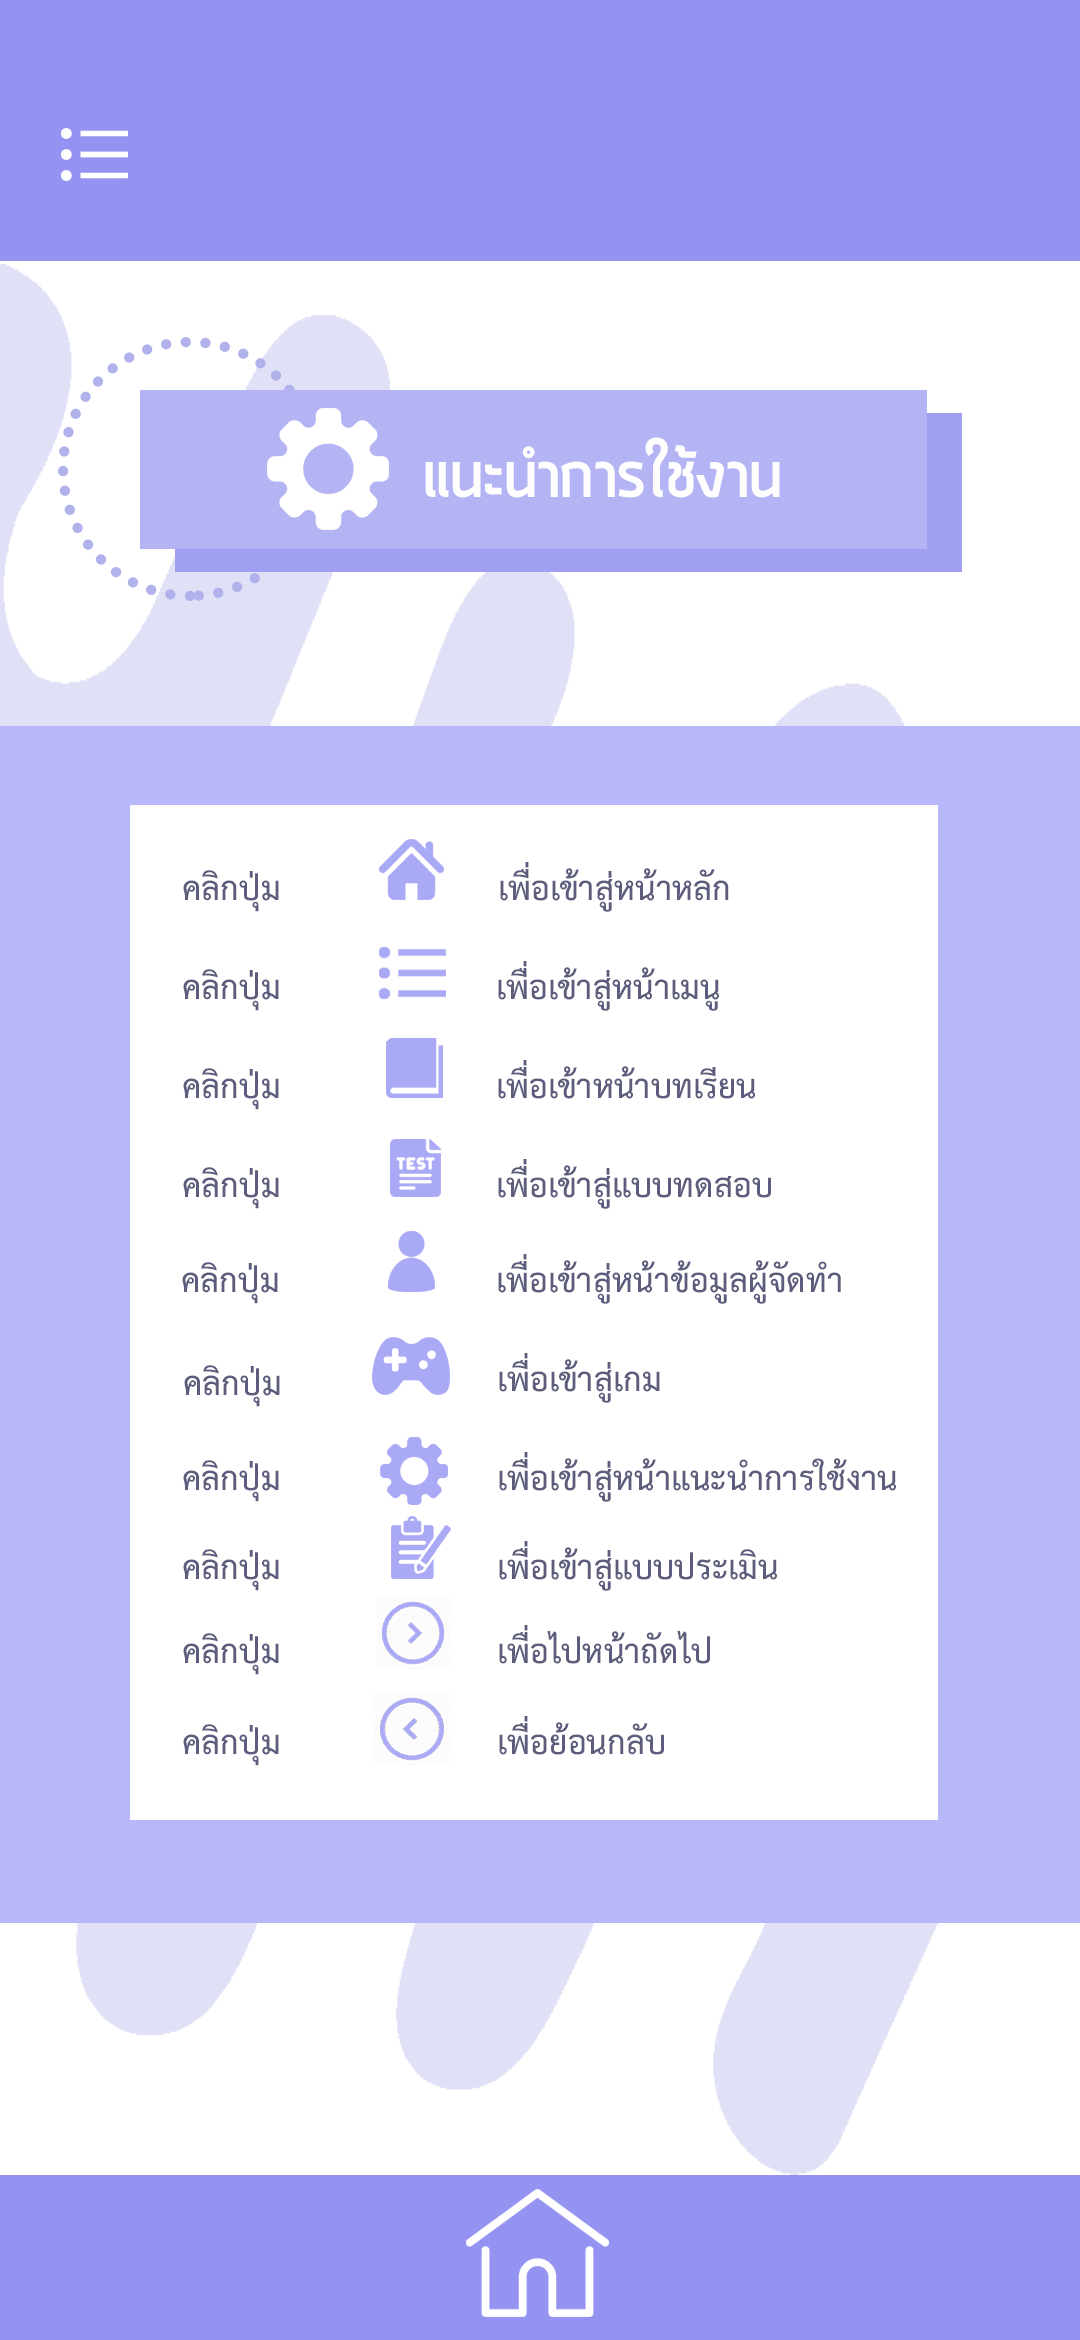 แนะนำการใช้งาน
คลิกปุ่ม เพื่อเข้าสู่หน้าหลัก
คลิกปุ่ม เพื่อเข้าสู่หน้าเมนู
คลิกปุ่ม เพื่อเข้าหน้าบทเรียน
คลิกปุ่ม TEST เพื่อเข้าสู่แบบทดสอบ
คลิกปุ่ม เพื่อเข้าสู่หน้าข้อมูลผู้จัดทำ
คลิกปุ่ม เพื่อเข้าสู่เกม
คลิกปุ่ม เพื่อเข้าสู่หน้าแนะนำการใช้งาน
คลิกปุ่ม เพื่อเข้าสู่แบบประเมิน
คลิกปุ่ม เพื่อไปหน้าถัดไป
คลิกปุ่ม เพื่อย้อนกลับ